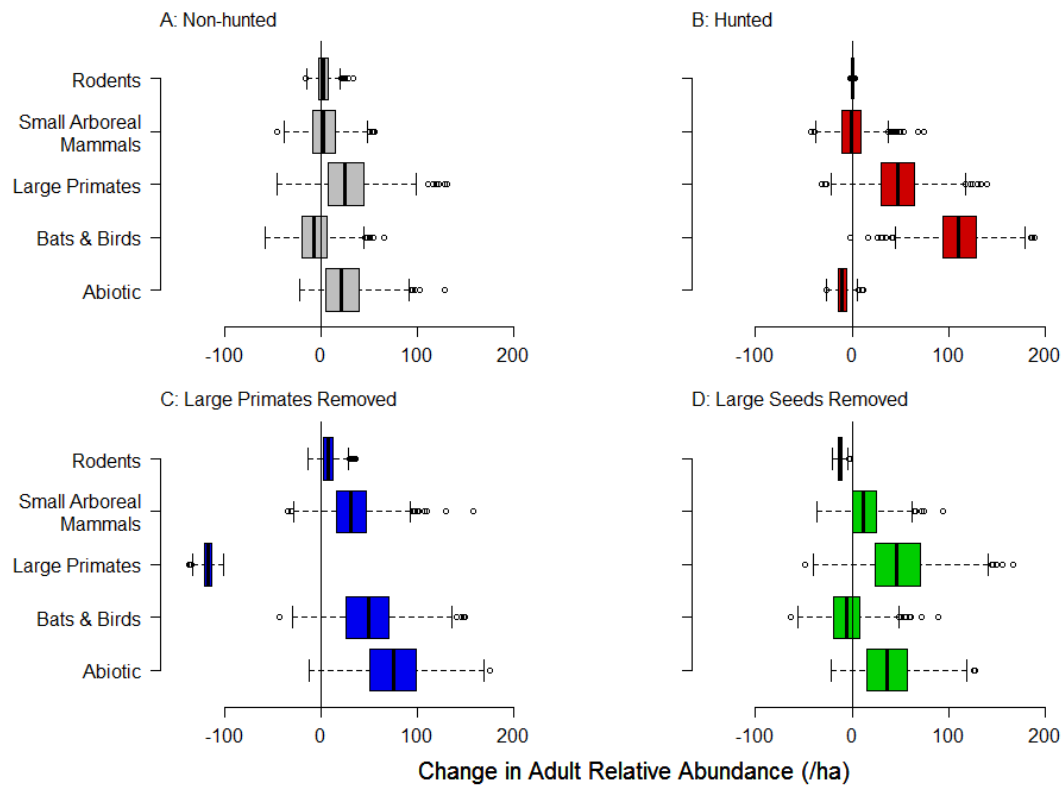 A: Non-hunted
Rodents
Small Arboreal
Mammals
Large Primates
Bats & Birds
Abiotic
-100 0 100 200
B: Hunted
-100 0 100 200
C: Large Primates Removed
Rodents
Small Arboreal
Mammals
Large Primates
Bats & Birds
Abiotic
-100 0 100 200
D: Large Seeds Removed
-100 0 100 200
Change in Adult Relative Abundance (/ha)